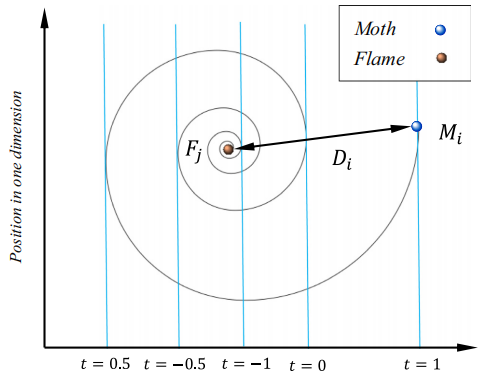 Moth
Flame
Position in one dimension
F_j
D_i
M_i
t = 0.5
t = −0.5
t = −1
t = 0
t = 1